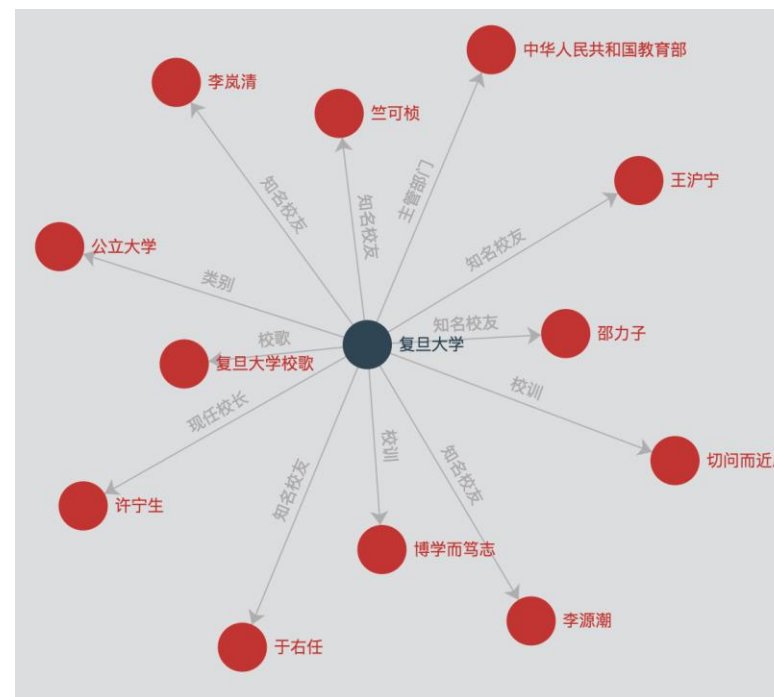 中华人民共和国教育部
李岚清
竺可桢
知名校友
知名校友
主管部门
王沪宁
公立大学
类别
知名校友
校歌
知名校友
邵力子
复旦大学
复旦大学校歌
现任校长
校训
校训
知名校友
知名校友
切问而近
许宁生
博学而笃志
李源潮
于右任